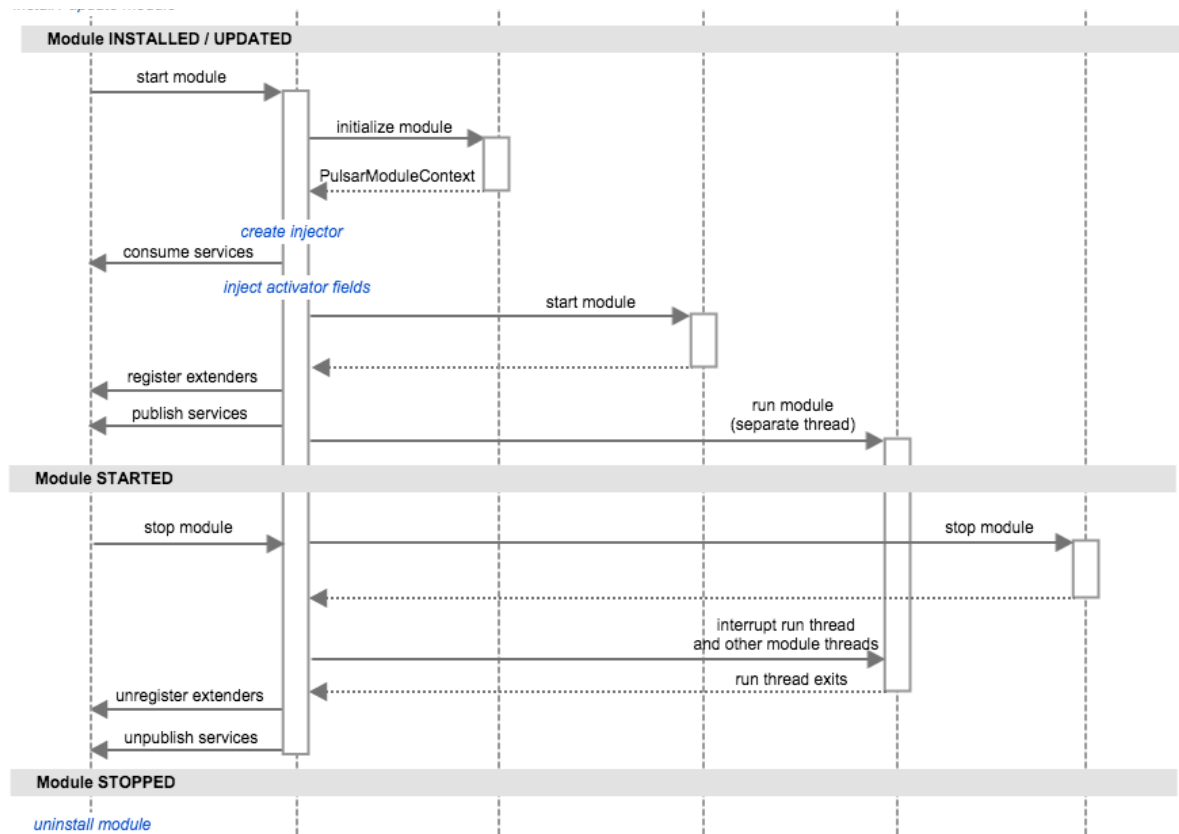 Module INSTALLED / UPDATED
start module
initialize module
PulsarModuleContext
create injector
consume services
inject activator fields
start module
register extenders
publish services
run module
(separate thread)
Module STARTED
stop module
stop module
interrupt run thread
and other module threads
run thread exits
unregister extenders
unpublish services
Module STOPPED
uninstall module